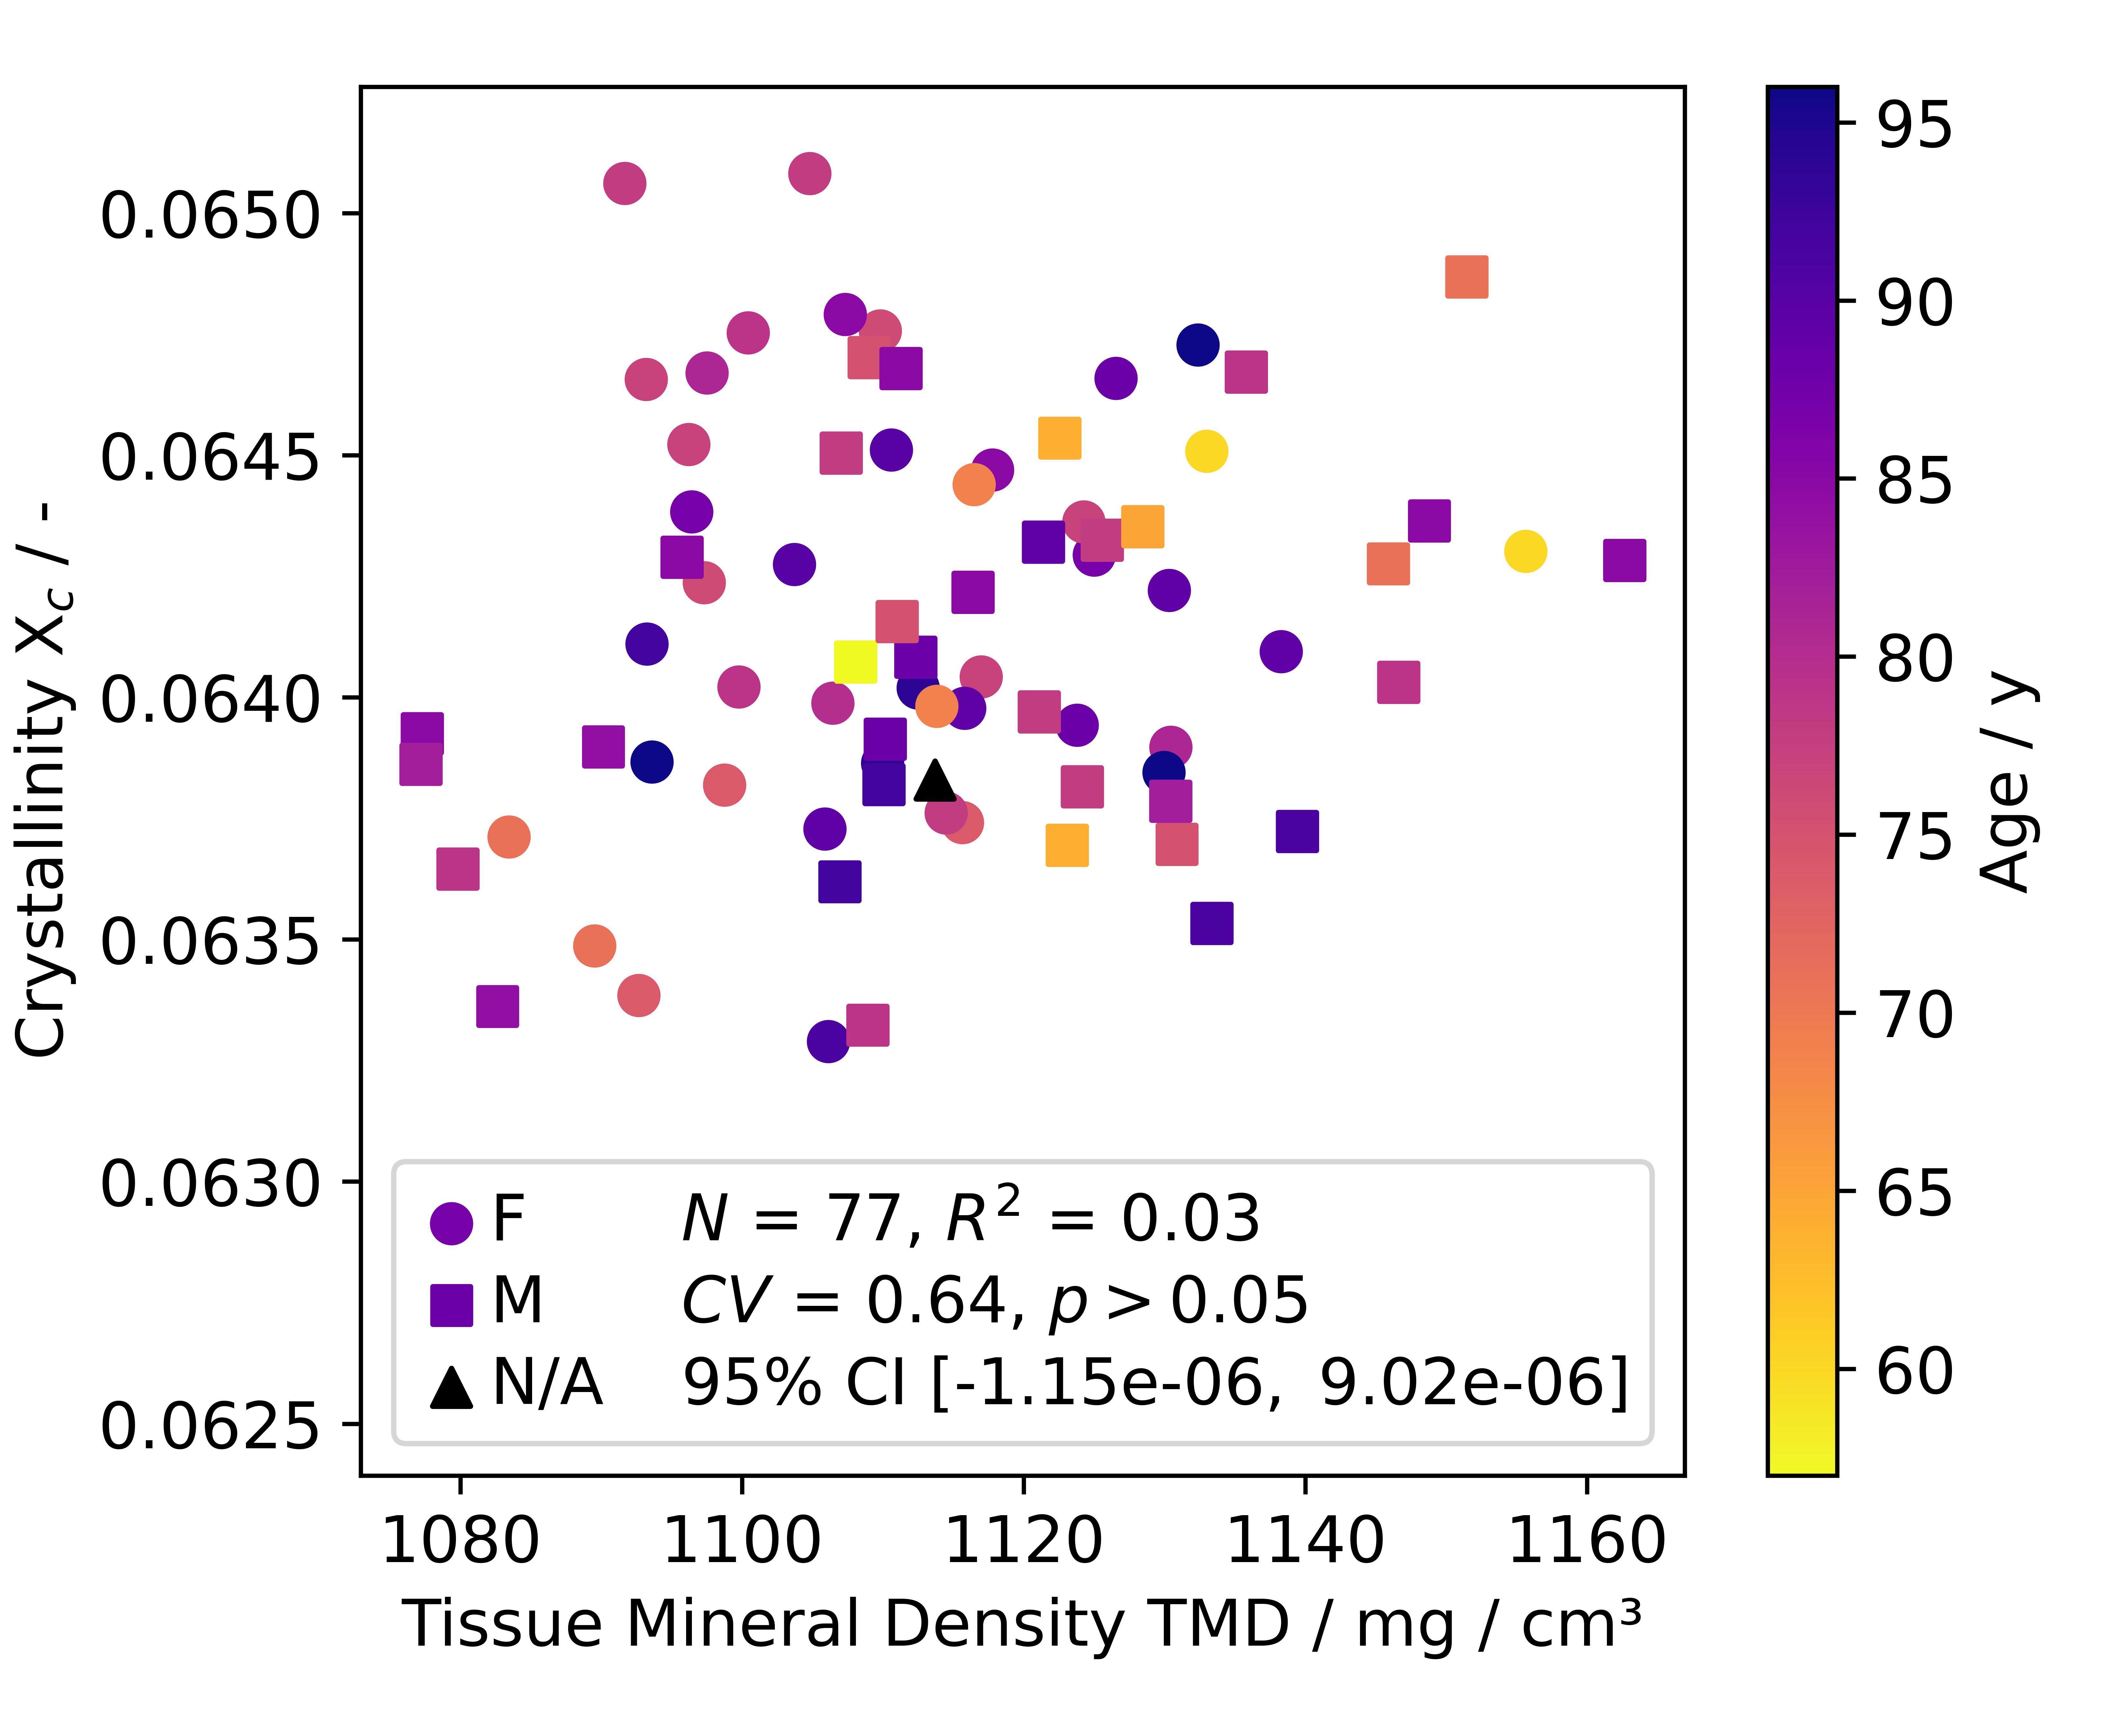 0.0650
0.0645
0.0640
0.0635
0.0630
0.0625
Crystallinity Xc / -
F
M
N/A
N = 77, R² = 0.03
CV = 0.64, p > 0.05
95% CI [-1.15e-06, 9.02e-06]
1080 1100 1120 1140 1160
Tissue Mineral Density TMD / mg / cm³
95
90
85
80
75
70
65
60
Age / y